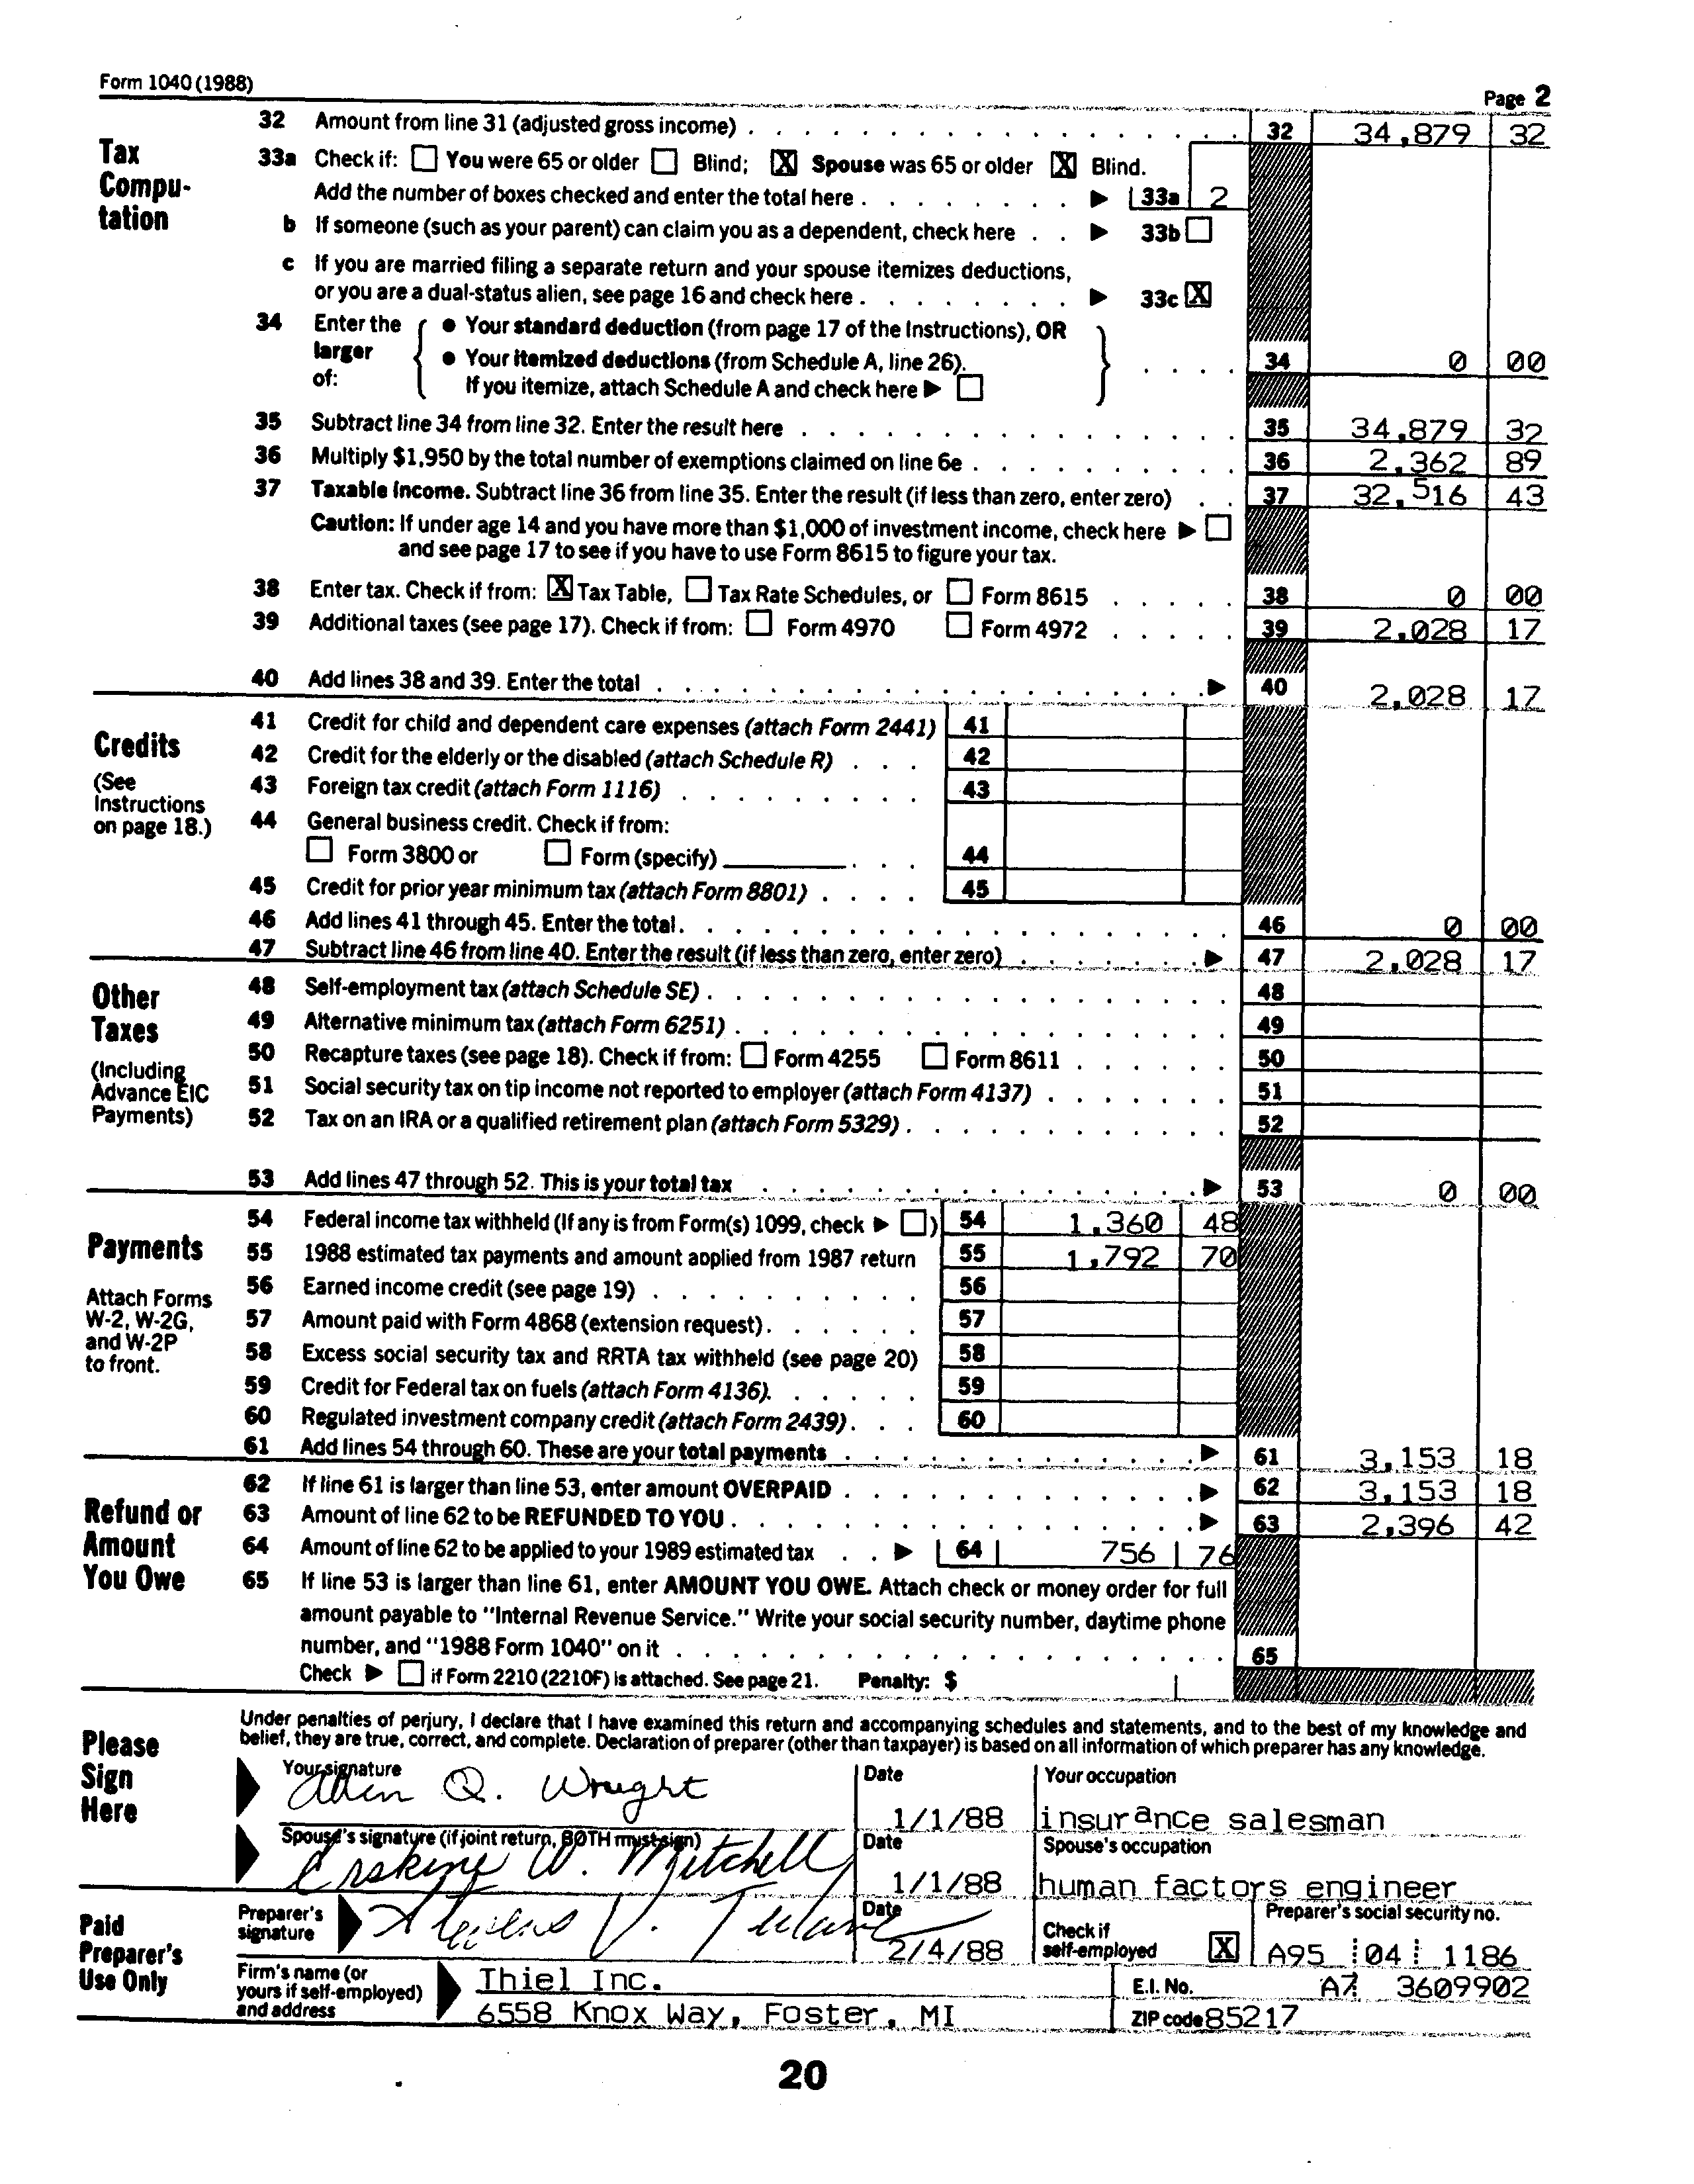 Form 1040 (1988)
Page 2
Tax Computation
32 Amount from line 31 (adjusted gross income) 32 34,879 32
33a Check if: ☐ You were 65 or older ☐ Blind; ☒ Spouse was 65 or older ☒ Blind.
Add the number of boxes checked and enter the total here ▶ 33a 2
b If someone (such as your parent) can claim you as a dependent, check here ▶ 33b ☐
c If you are married filing a separate return and your spouse itemizes deductions,
or you are a dual-status alien, see page 16 and check here ▶ 33c ☒
34 Enter the larger of: ● Your standard deduction (from page 17 of the Instructions), OR
● Your itemized deductions (from Schedule A, line 26).
If you itemize, attach Schedule A and check here ▶ ☐ 34 0 00
35 Subtract line 34 from line 32. Enter the result here 35 34,879 32
36 Multiply $1,950 by the total number of exemptions claimed on line 6e 36 2,362 89
37 Taxable income. Subtract line 36 from line 35. Enter the result (if less than zero, enter zero) 37 32,516 43
Caution: If under age 14 and you have more than $1,000 of investment income, check here ▶ ☐
and see page 17 to see if you have to use Form 8615 to figure your tax.
38 Enter tax. Check if from: ☒ Tax Table, ☐ Tax Rate Schedules, or ☐ Form 8615 38 0 00
39 Additional taxes (see page 17). Check if from: ☐ Form 4970 ☐ Form 4972 39 2,028 17
40 Add lines 38 and 39. Enter the total ▶ 40 2,028 17
Credits
(See Instructions on page 18.)
41 Credit for child and dependent care expenses (attach Form 2441) 41
42 Credit for the elderly or the disabled (attach Schedule R) 42
43 Foreign tax credit (attach Form 1116) 43
44 General business credit. Check if from:
☐ Form 3800 or ☐ Form (specify) 44
45 Credit for prior year minimum tax (attach Form 8801) 45
46 Add lines 41 through 45. Enter the total 46 0 00
47 Subtract line 46 from line 40. Enter the result (if less than zero, enter zero) ▶ 47 2,028 17
Other Taxes
(Including Advance EIC Payments)
48 Self-employment tax (attach Schedule SE) 48
49 Alternative minimum tax (attach Form 6251) 49
50 Recapture taxes (see page 18). Check if from: ☐ Form 4255 ☐ Form 8611 50
51 Social security tax on tip income not reported to employer (attach Form 4137) 51
52 Tax on an IRA or a qualified retirement plan (attach Form 5329) 52
53 Add lines 47 through 52. This is your total tax ▶ 53 0 00
Payments
Attach Forms W-2, W-2G, and W-2P to front.
54 Federal income tax withheld (If any is from Form(s) 1099, check ▶ ☐) 54 1,360 48
55 1988 estimated tax payments and amount applied from 1987 return 55 1,792 70
56 Earned income credit (see page 19) 56
57 Amount paid with Form 4868 (extension request) 57
58 Excess social security tax and RRTA tax withheld (see page 20) 58
59 Credit for Federal tax on fuels (attach Form 4136) 59
60 Regulated investment company credit (attach Form 2439) 60
61 Add lines 54 through 60. These are your total payments ▶ 61 3,153 18
Refund or Amount You Owe
62 If line 61 is larger than line 53, enter amount OVERPAID ▶ 62 3,153 18
63 Amount of line 62 to be REFUNDED TO YOU ▶ 63 2,396 42
64 Amount of line 62 to be applied to your 1989 estimated tax ▶ 64 756 76
65 If line 53 is larger than line 61, enter AMOUNT YOU OWE. Attach check or money order for full
amount payable to "Internal Revenue Service." Write your social security number, daytime phone
number, and "1988 Form 1040" on it 65
Check ▶ ☐ if Form 2210 (2210F) is attached. See page 21. Penalty: $
Please Sign Here
Under penalties of perjury, I declare that I have examined this return and accompanying schedules and statements, and to the best of my knowledge and
belief, they are true, correct, and complete. Declaration of preparer (other than taxpayer) is based on all information of which preparer has any knowledge.
Your signature Date Your occupation
Q. Wright 1/1/88 insurance salesman
Spouse's signature (if joint return, BOTH must sign) Date Spouse's occupation
Erskine W. Mitchell 1/1/88 human factors engineer
Paid Preparer's Use Only
Preparer's signature V. Date 2/4/88 Check if self-employed ☒ Preparer's social security no. A95 04 1186
Firm's name (or yours if self-employed) and address
Thiel Inc. E.I. No. A7 3609902
6558 Knox Way, Foster, MI ZIP code 85217
20